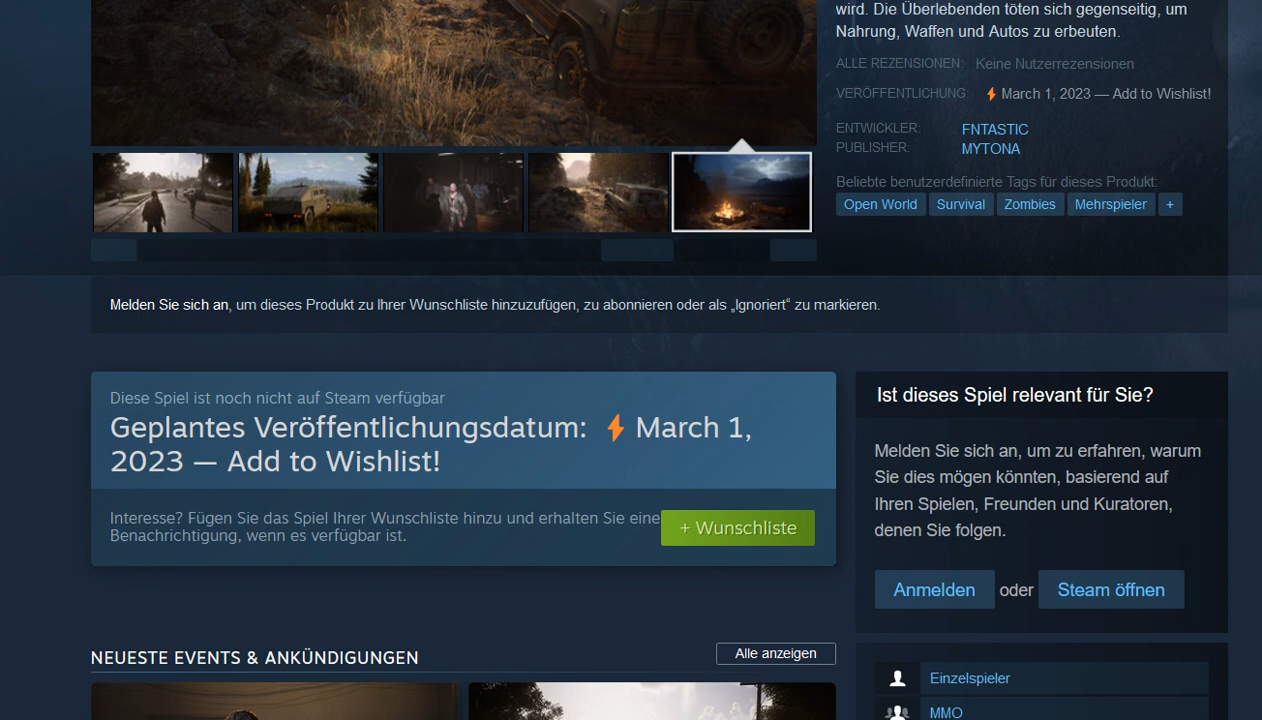 wird. Die Überlebenden töten sich gegenseitig, um
Nahrung, Waffen und Autos zu erbeuten.
ALLE REZENSIONEN: Keine Nutzerrezensionen
VERÖFFENTLICHUNG: March 1, 2023 — Add to Wishlist!
ENTWICKLER: FNTASTIC
PUBLISHER: MYTONA
Beliebte benutzerdefinierte Tags für dieses Produkt:
Open World Survival Zombies Mehrspieler +
Melden Sie sich an, um dieses Produkt zu Ihrer Wunschliste hinzuzufügen, zu abonnieren oder als „Ignoriert“ zu markieren.
Diese Spiel ist noch nicht auf Steam verfügbar
Geplantes Veröffentlichungsdatum: March 1,
2023 — Add to Wishlist!
Interesse? Fügen Sie das Spiel Ihrer Wunschliste hinzu und erhalten Sie eine
Benachrichtigung, wenn es verfügbar ist.
+ Wunschliste
Ist dieses Spiel relevant für Sie?
Melden Sie sich an, um zu erfahren, warum
Sie dies mögen könnten, basierend auf
Ihren Spielen, Freunden und Kuratoren,
denen Sie folgen.
Anmelden oder Steam öffnen
NEUESTE EVENTS & ANKÜNDIGUNGEN
Alle anzeigen
Einzelspieler
MMO